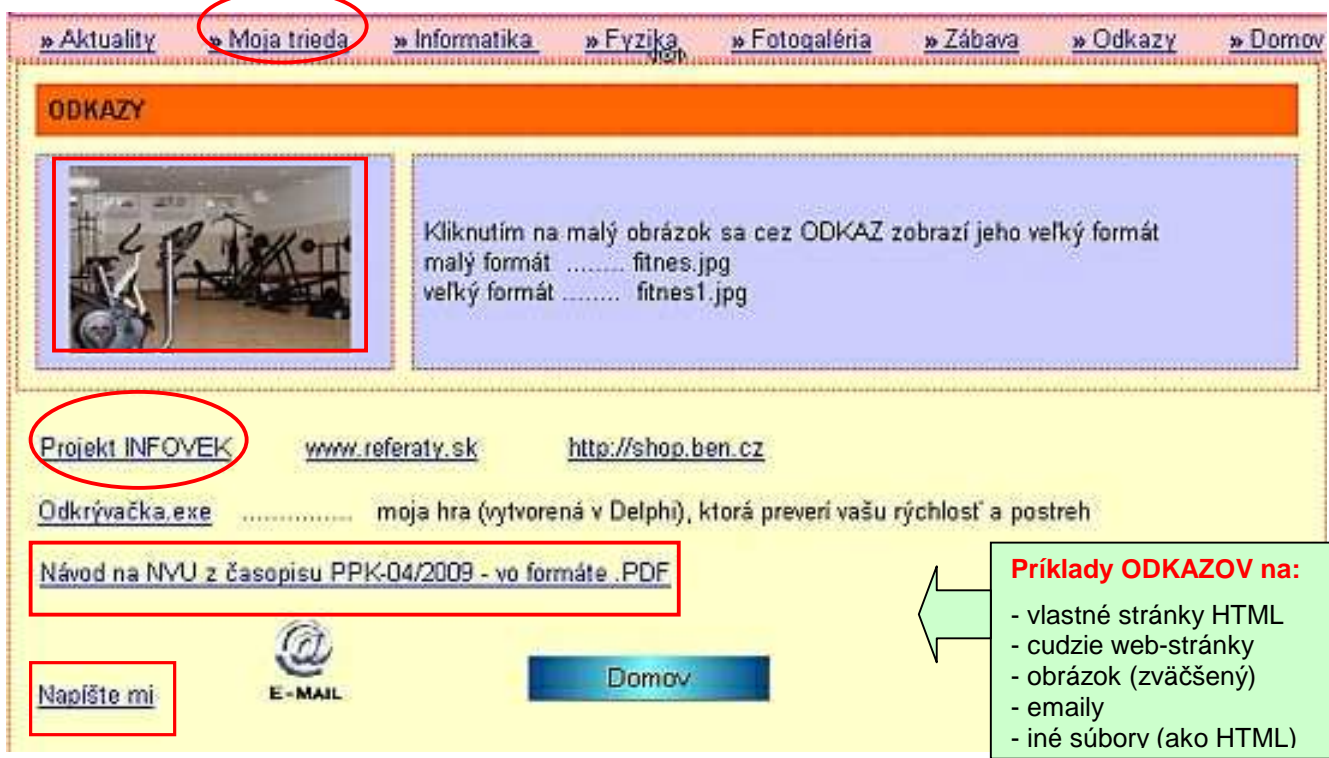 » Aktuality » Moja trieda » Informatika » Fyzika » Fotogaléria » Zábava » Odkazy » Domov
ODKAZY
Kliknutím na malý obrázok sa cez ODKAZ zobrazí jeho veľký formát
malý formát ........ fitnes.jpg
veľký formát ........ fitnes1.jpg
Projekt INFOVEK www.referaty.sk http://shop.ben.cz
Odkrývačka.exe ............... moja hra (vytvorená v Delphi), ktorá preverí vašu rýchlosť a postreh
Návod na NVU z časopisu PPK-04/2009 - vo formáte .PDF
Napíšte mi
E-MAIL
Domov
Príklady ODKAZOV na:
- vlastné stránky HTML
- cudzie web-stránky
- obrázok (zväčšený)
- emaily
- iné súbory (ako HTML)